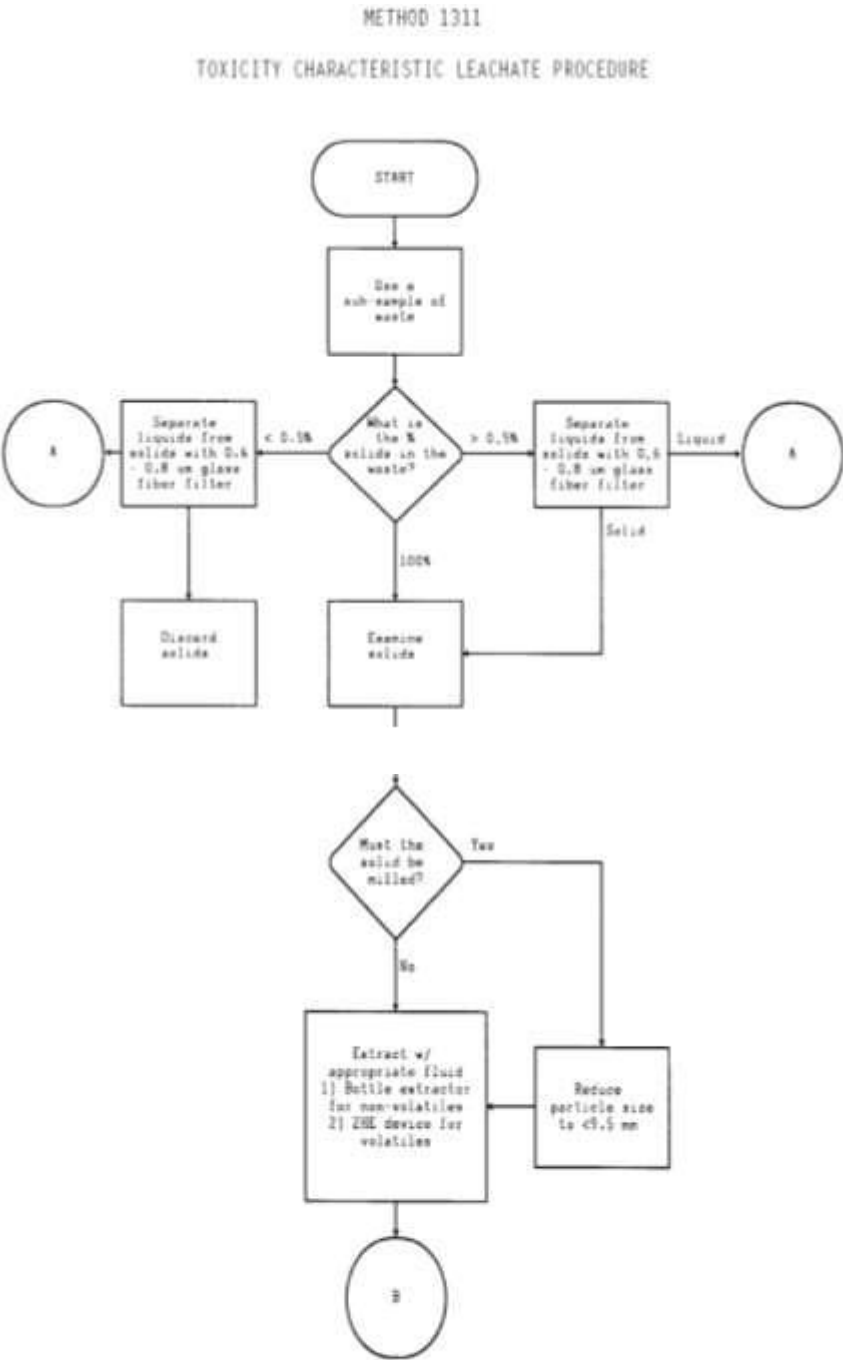 METHOD 1311
TOXICITY CHARACTERISTIC LEACHATE PROCEDURE
START
Use a
sub-sample of
waste
A
Separate
liquids from
solids with 0.6
- 0.8 um glass
fiber filter
< 0.5%
What is
the %
solids in the
waste?
> 0.5%
Separate
liquids from
solids with 0.6
- 0.8 um glass
fiber filter
Liquid
A
Solid
100%
Discard
solids
Examine
solids
Must the
solid be
milled?
Yes
No
Extract w/
appropriate fluid
1) Bottle extractor
for non-volatiles
2) ZHE device for
volatiles
Reduce
particle size
to <9.5 mm
B